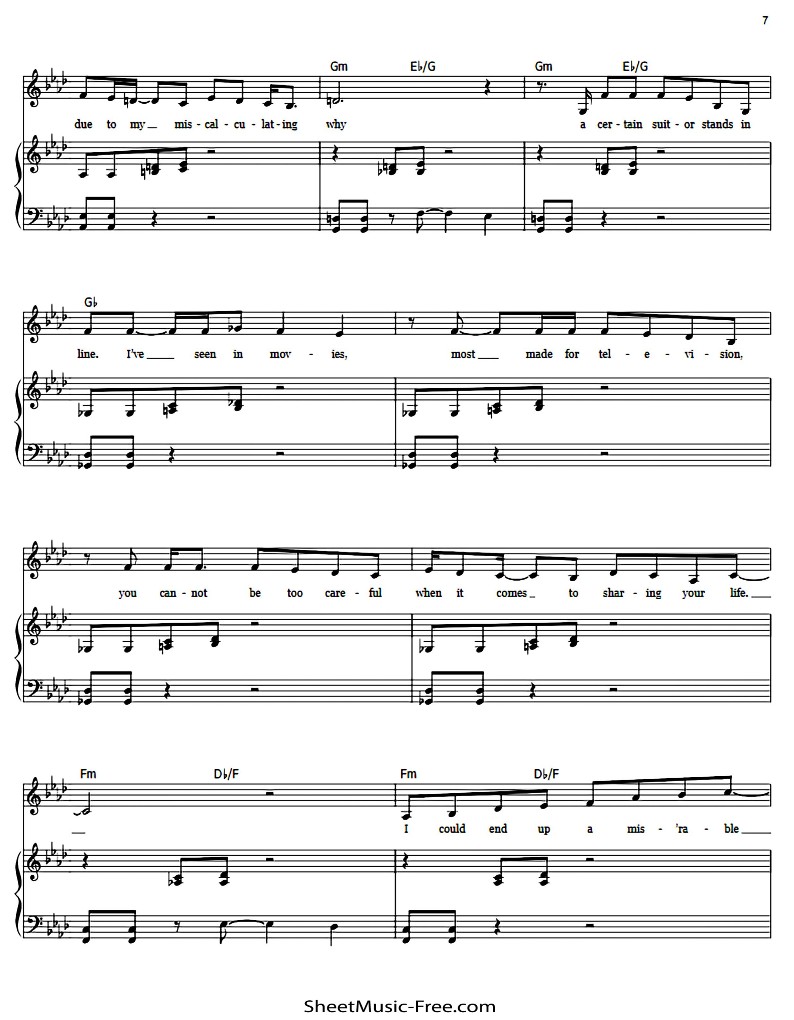 7
Gm E♭/G Gm E♭/G
due to my mis - cal - cu - lat - ing why a cer - tain suit - or stands in
G♭
line. I've seen in mov - ies, most made for tel - e - vi - sion,
you can - not be too care - ful when it comes to shar - ing your life.
Fm D♭/F Fm D♭/F
I could end up a mis - 'ra - ble
SheetMusic-Free.com